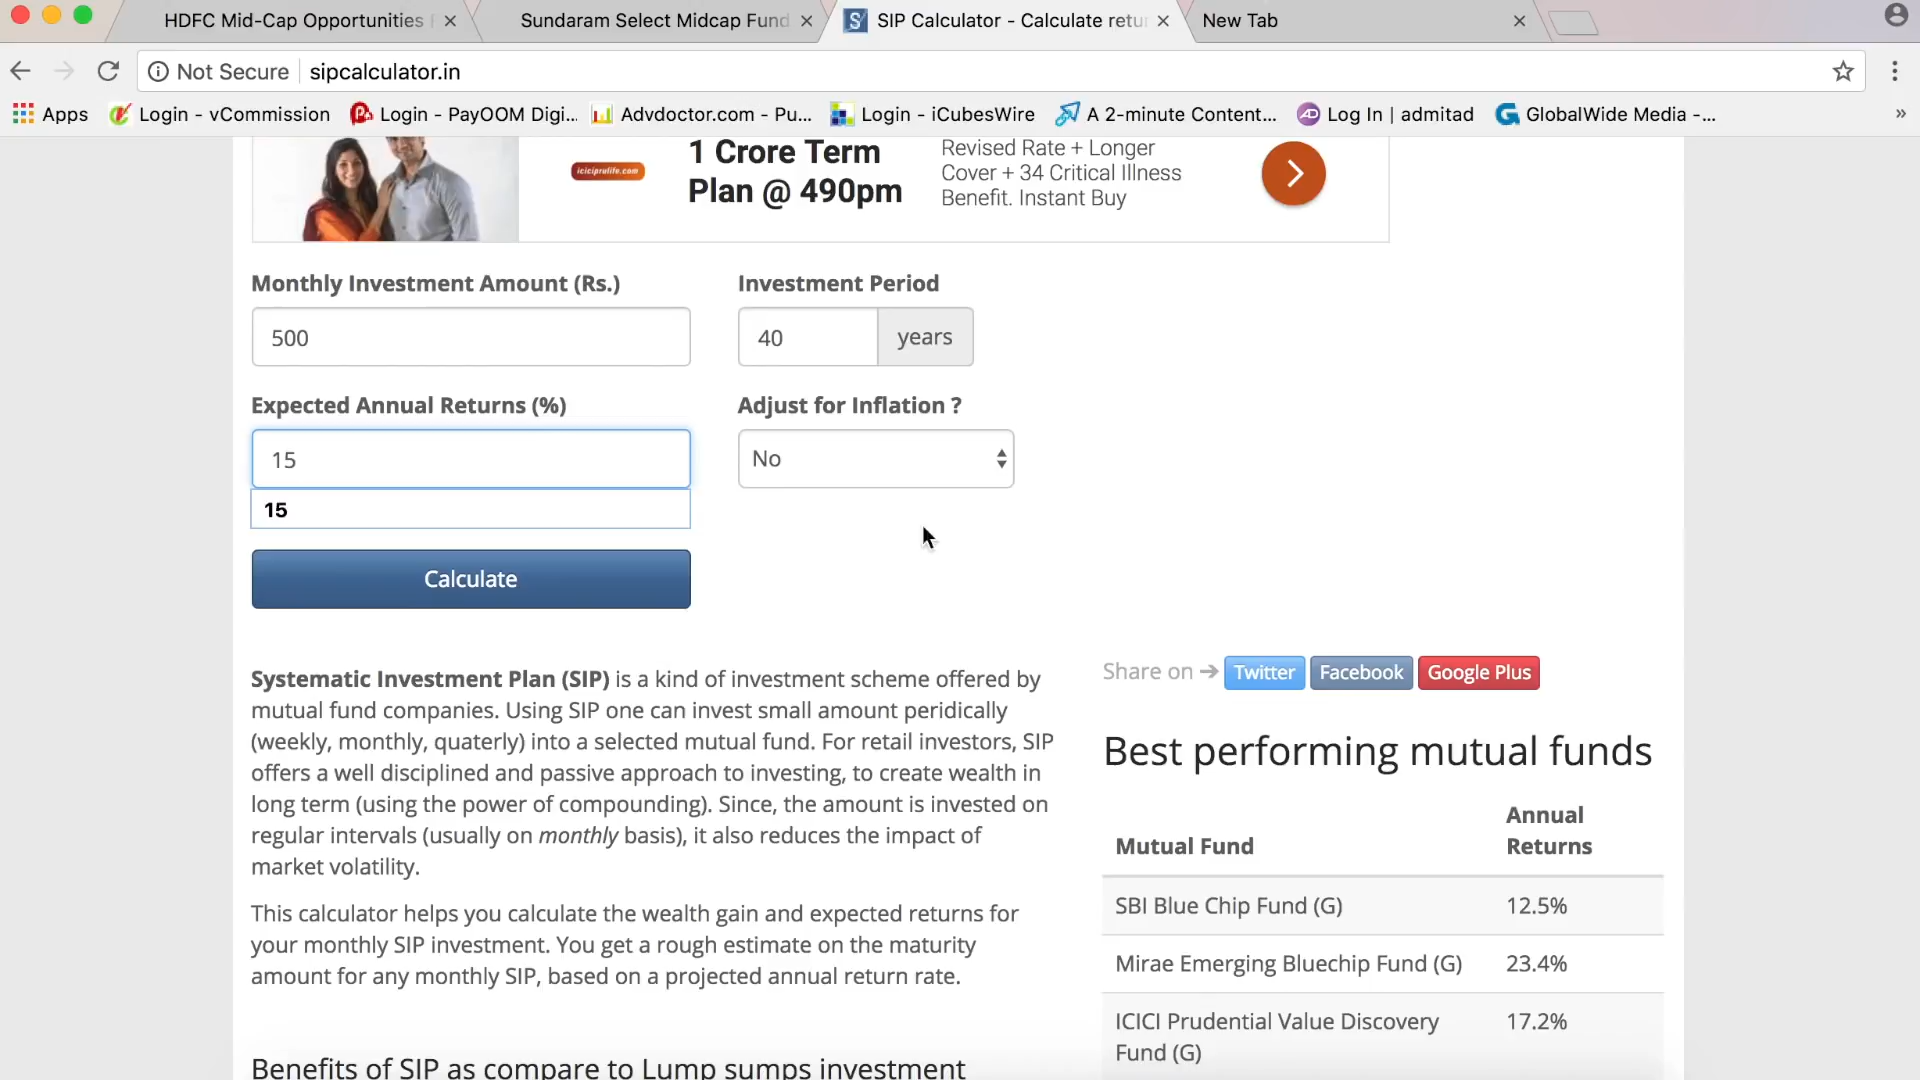 HDFC Mid-Cap Opportunities
Sundaram Select Midcap Fund
SIP Calculator - Calculate retu
New Tab
Not Secure
sipcalculator.in
Apps
Login - vCommission
Login - PayOOM Digi...
Advdoctor.com - Pu...
Login - iCubesWire
A 2-minute Content...
Log In | admitad
GlobalWide Media -...
»
iciciprulife.com
1 Crore Term
Plan @ 490pm
Revised Rate + Longer
Cover + 34 Critical Illness
Benefit. Instant Buy
Monthly Investment Amount (Rs.)
Investment Period
500
40
years
Expected Annual Returns (%)
Adjust for Inflation ?
15
No
15
Calculate
Systematic Investment Plan (SIP) is a kind of investment scheme offered by
mutual fund companies. Using SIP one can invest small amount peridically
(weekly, monthly, quaterly) into a selected mutual fund. For retail investors, SIP
offers a well disciplined and passive approach to investing, to create wealth in
long term (using the power of compounding). Since, the amount is invested on
regular intervals (usually on monthly basis), it also reduces the impact of
market volatility.
This calculator helps you calculate the wealth gain and expected returns for
your monthly SIP investment. You get a rough estimate on the maturity
amount for any monthly SIP, based on a projected annual return rate.
Benefits of SIP as compare to Lump sumps investment
Share on → Twitter Facebook Google Plus
Best performing mutual funds
Mutual Fund
Annual
Returns
SBI Blue Chip Fund (G) 12.5%
Mirae Emerging Bluechip Fund (G) 23.4%
ICICI Prudential Value Discovery 17.2%
Fund (G)